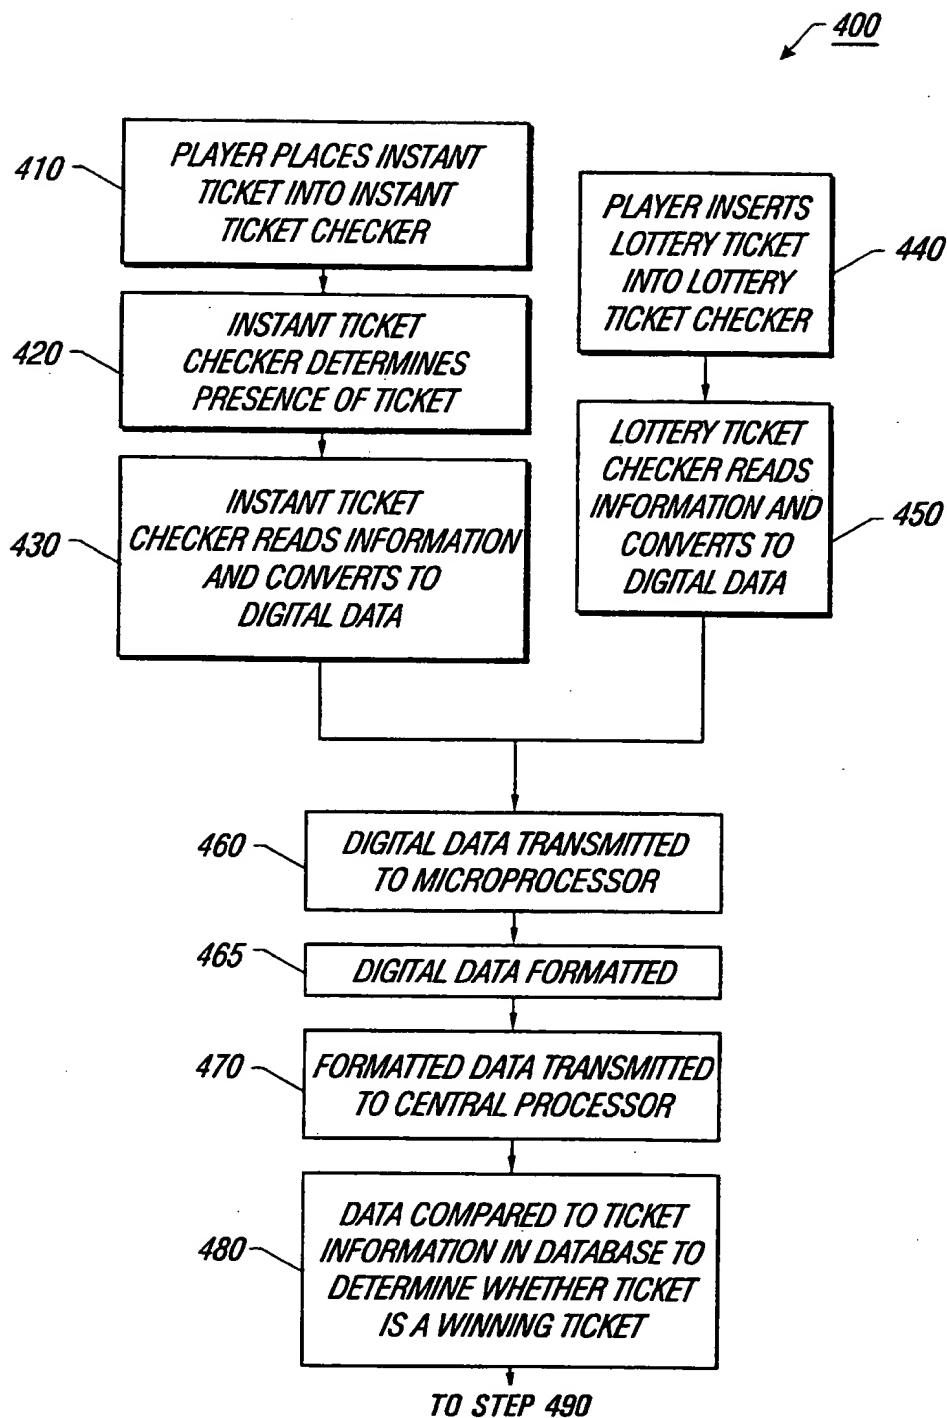 400
410
PLAYER PLACES INSTANT
TICKET INTO INSTANT
TICKET CHECKER
420
INSTANT TICKET
CHECKER DETERMINES
PRESENCE OF TICKET
430
INSTANT TICKET
CHECKER READS INFORMATION
AND CONVERTS TO
DIGITAL DATA
PLAYER INSERTS
LOTTERY TICKET
INTO LOTTERY
TICKET CHECKER
440
LOTTERY TICKET
CHECKER READS
INFORMATION AND
CONVERTS TO
DIGITAL DATA
450
460
DIGITAL DATA TRANSMITTED
TO MICROPROCESSOR
465
DIGITAL DATA FORMATTED
470
FORMATTED DATA TRANSMITTED
TO CENTRAL PROCESSOR
480
DATA COMPARED TO TICKET
INFORMATION IN DATABASE TO
DETERMINE WHETHER TICKET
IS A WINNING TICKET
TO STEP 490